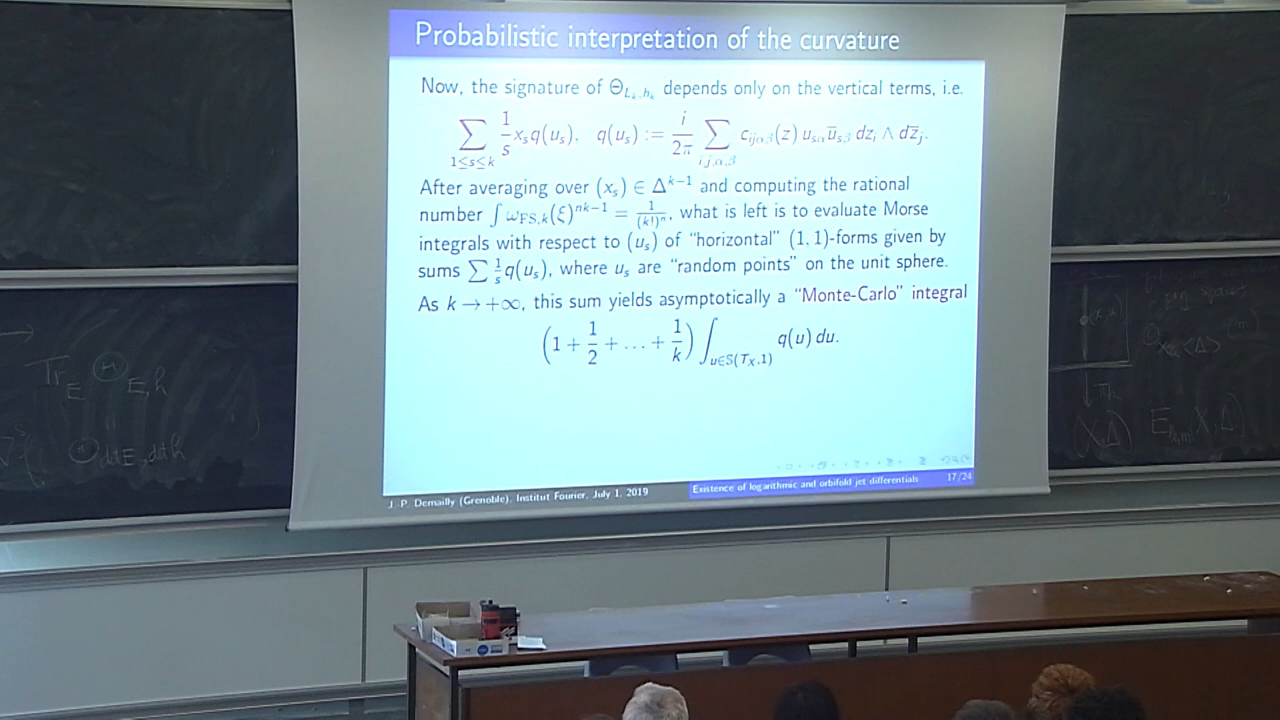 Probabilistic interpretation of the curvature
Now, the signature of Θ_{L_k,h_k} depends only on the vertical terms, i.e.
∑_{1≤s≤k} 1/s x_s q(u_s), q(u_s) := i/2π ∑_{i,j,α,β} c_{ijαβ}(z) u_{sα} ū_{sβ} dz_i ∧ dz̄_j.
After averaging over (x_s) ∈ Δ^{k−1} and computing the rational
number ∫ ω_{FS,k}(ξ)^{nk−1} = 1/(k!)^n, what is left is to evaluate Morse
integrals with respect to (u_s) of "horizontal" (1, 1)-forms given by
sums ∑ 1/s q(u_s), where u_s are "random points" on the unit sphere.
As k → +∞, this sum yields asymptotically a "Monte-Carlo" integral
(1 + 1/2 + … + 1/k) ∫_{u∈S(T_X,1)} q(u) du.
J.-P. Demailly (Grenoble), Institut Fourier, July 1, 2019
Existence of logarithmic and orbifold jet differentials
17/24
Tr_E Θ_{E,h}
(X,Δ)